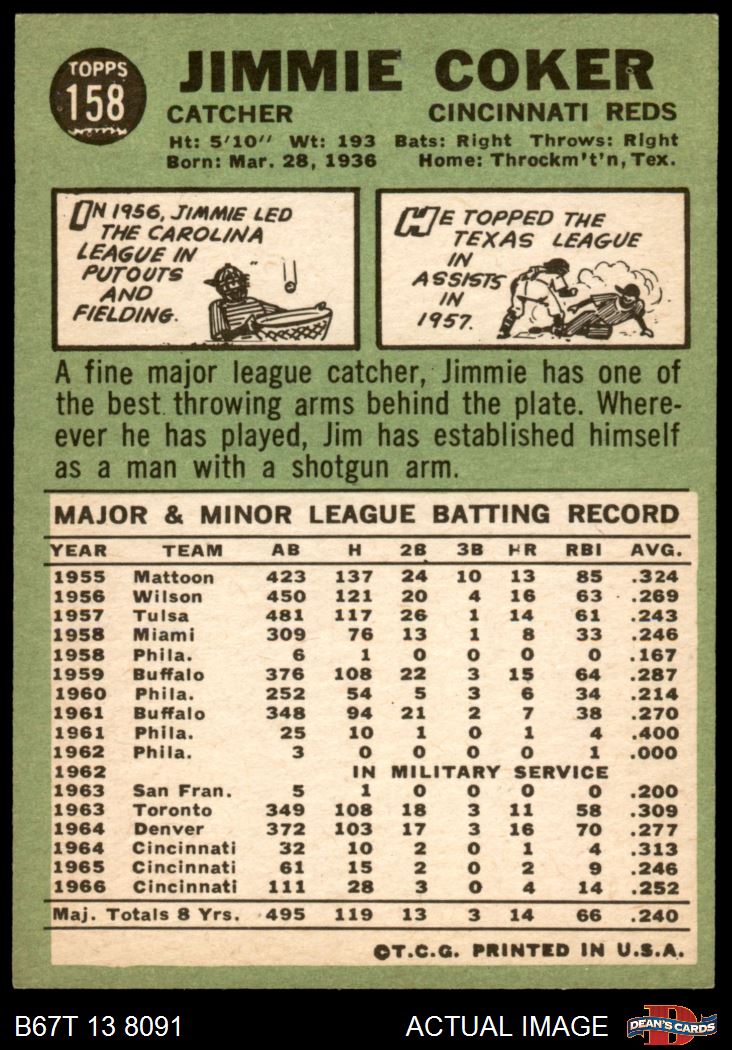 TOPPS
158
JIMMIE COKER
CATCHER CINCINNATI REDS
Ht: 5'10" Wt: 193 Bats: Right Throws: Right
Born: Mar. 28, 1936 Home: Throckm't'n, Tex.
ON 1956, JIMMIE LED
THE CAROLINA
LEAGUE IN
PUTOUTS
AND
FIELDING.
HE TOPPED THE
TEXAS LEAGUE
IN
ASSISTS
IN
1957.
A fine major league catcher, Jimmie has one of
the best throwing arms behind the plate. Where-
ever he has played, Jim has established himself
as a man with a shotgun arm.
MAJOR & MINOR LEAGUE BATTING RECORD
YEAR TEAM AB H 2B 3B HR RBI AVG.
1955 Mattoon 423 137 24 10 13 85 .324
1956 Wilson 450 121 20 4 16 63 .269
1957 Tulsa 481 117 26 1 14 61 .243
1958 Miami 309 76 13 1 8 33 .246
1958 Phila. 6 1 0 0 0 0 .167
1959 Buffalo 376 108 22 3 15 64 .287
1960 Phila. 252 54 5 3 6 34 .214
1961 Buffalo 348 94 21 2 7 38 .270
1961 Phila. 25 10 1 0 1 4 .400
1962 Phila. 3 0 0 0 0 1 .000
1962 IN MILITARY SERVICE
1963 San Fran. 5 1 0 0 0 0 .200
1963 Toronto 349 108 18 3 11 58 .309
1964 Denver 372 103 17 3 16 70 .277
1964 Cincinnati 32 10 2 0 1 4 .313
1965 Cincinnati 61 15 2 0 2 9 .246
1966 Cincinnati 111 28 3 0 4 14 .252
Maj. Totals 8 Yrs. 495 119 13 3 14 66 .240
©T.C.G. PRINTED IN U.S.A.
B67T 13 8091 ACTUAL IMAGE DEAN'S CARDS